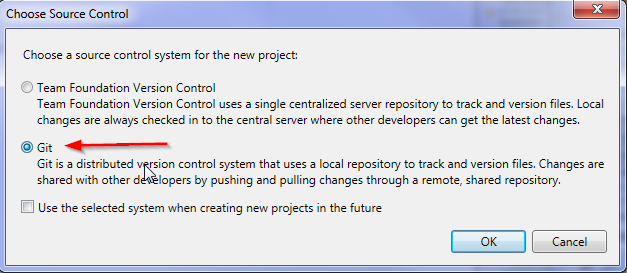 Choose Source Control
Choose a source control system for the new project:
Team Foundation Version Control
Team Foundation Version Control uses a single centralized server repository to track and version files. Local
changes are always checked in to the central server where other developers can get the latest changes.
Git
Git is a distributed version control system that uses a local repository to track and version files. Changes are
shared with other developers by pushing and pulling changes through a remote, shared repository.
Use the selected system when creating new projects in the future
OK
Cancel